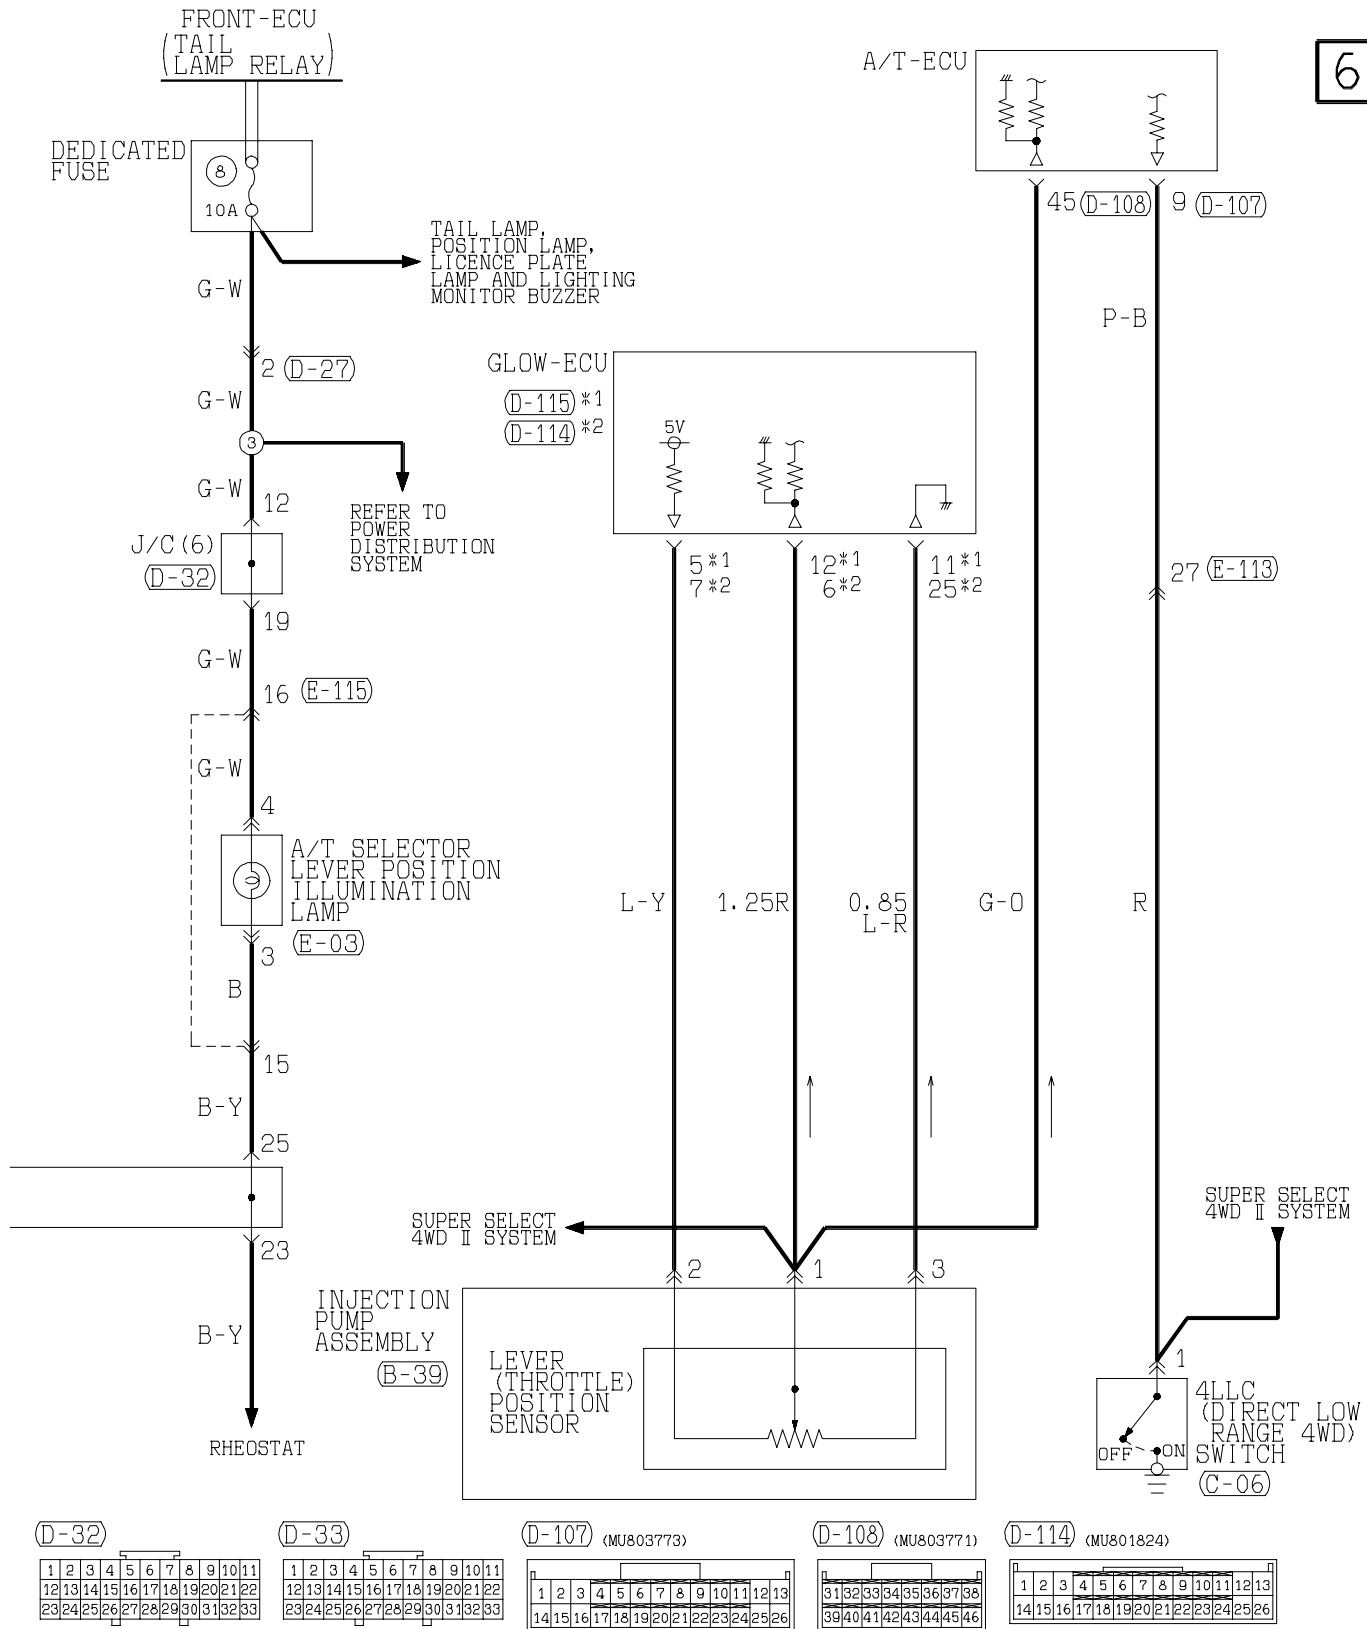 FRONT-ECU
(TAIL
LAMP RELAY)
A/T-ECU
6
DEDICATED
FUSE
8
10A
TAIL LAMP,
POSITION LAMP,
LICENCE PLATE
LAMP AND LIGHTING
MONITOR BUZZER
45 (D-108)
9 (D-107)
G-W
P-B
2 (D-27)
GLOW-ECU
(D-115) *1
(D-114) *2
5V
G-W
3
G-W
12
REFER TO
POWER
DISTRIBUTION
SYSTEM
J/C(6)
(D-32)
5*1
7*2
12*1
6*2
11*1
25*2
27 (E-113)
19
G-W
16 (E-115)
G-W
4
A/T SELECTOR
LEVER POSITION
ILLUMINATION
LAMP
(E-03)
L-Y
1.25R
0.85
L-R
G-O
R
3
B
15
B-Y
25
SUPER SELECT
4WD II SYSTEM
SUPER SELECT
4WD II SYSTEM
23
2
1
3
INJECTION
PUMP
ASSEMBLY
(B-39)
B-Y
LEVER
(THROTTLE)
POSITION
SENSOR
1
4LLC
(DIRECT LOW
RANGE 4WD)
SWITCH
(C-06)
OFF
ON
RHEOSTAT
(D-32)
1 2 3 4 5 6 7 8 9 10 11
12 13 14 15 16 17 18 19 20 21 22
23 24 25 26 27 28 29 30 31 32 33
(D-33)
1 2 3 4 5 6 7 8 9 10 11
12 13 14 15 16 17 18 19 20 21 22
23 24 25 26 27 28 29 30 31 32 33
(D-107) (MU803773)
1 2 3 4 5 6 7 8 9 10 11 12 13
14 15 16 17 18 19 20 21 22 23 24 25 26
(D-108) (MU803771)
31 32 33 34 35 36 37 38
39 40 41 42 43 44 45 46
(D-114) (MU801824)
1 2 3 4 5 6 7 8 9 10 11 12 13
14 15 16 17 18 19 20 21 22 23 24 25 26